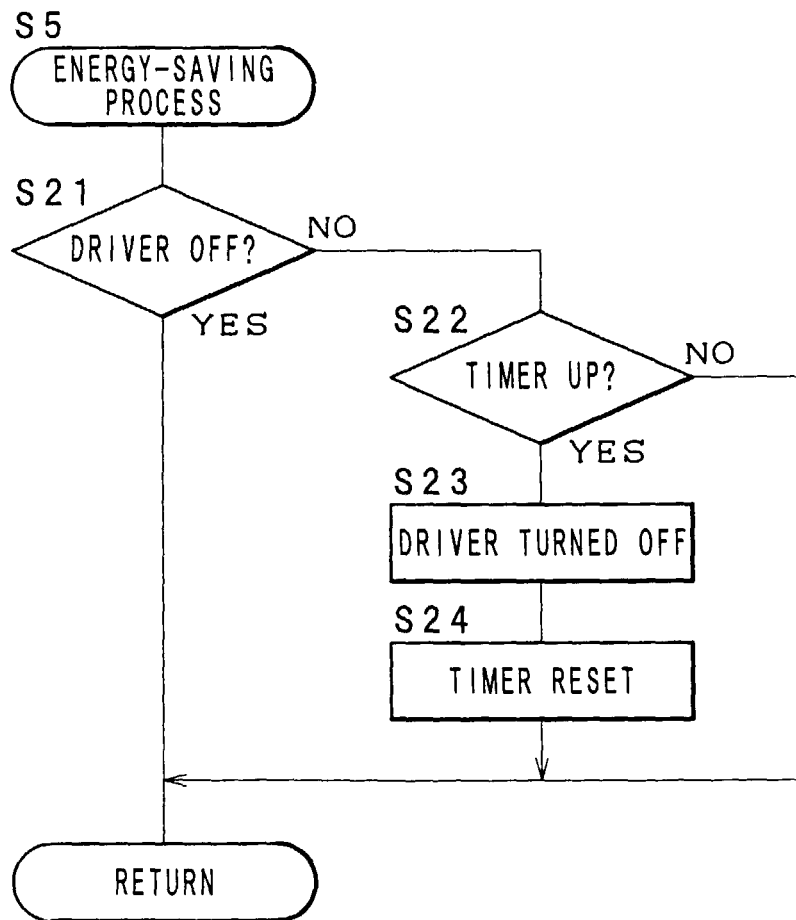 S5
ENERGY-SAVING
PROCESS
S21
DRIVER OFF?
NO
YES
S22
TIMER UP?
NO
YES
S23
DRIVER TURNED OFF
S24
TIMER RESET
RETURN